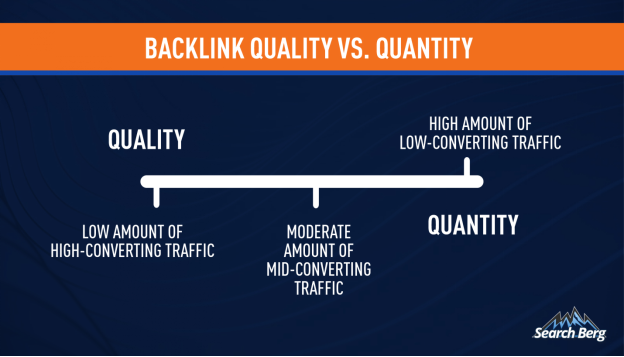 BACKLINK QUALITY VS. QUANTITY
QUALITY
HIGH AMOUNT OF
LOW-CONVERTING TRAFFIC
LOW AMOUNT OF
HIGH-CONVERTING TRAFFIC
MODERATE
AMOUNT OF
MID-CONVERTING
TRAFFIC
QUANTITY
Search Berg